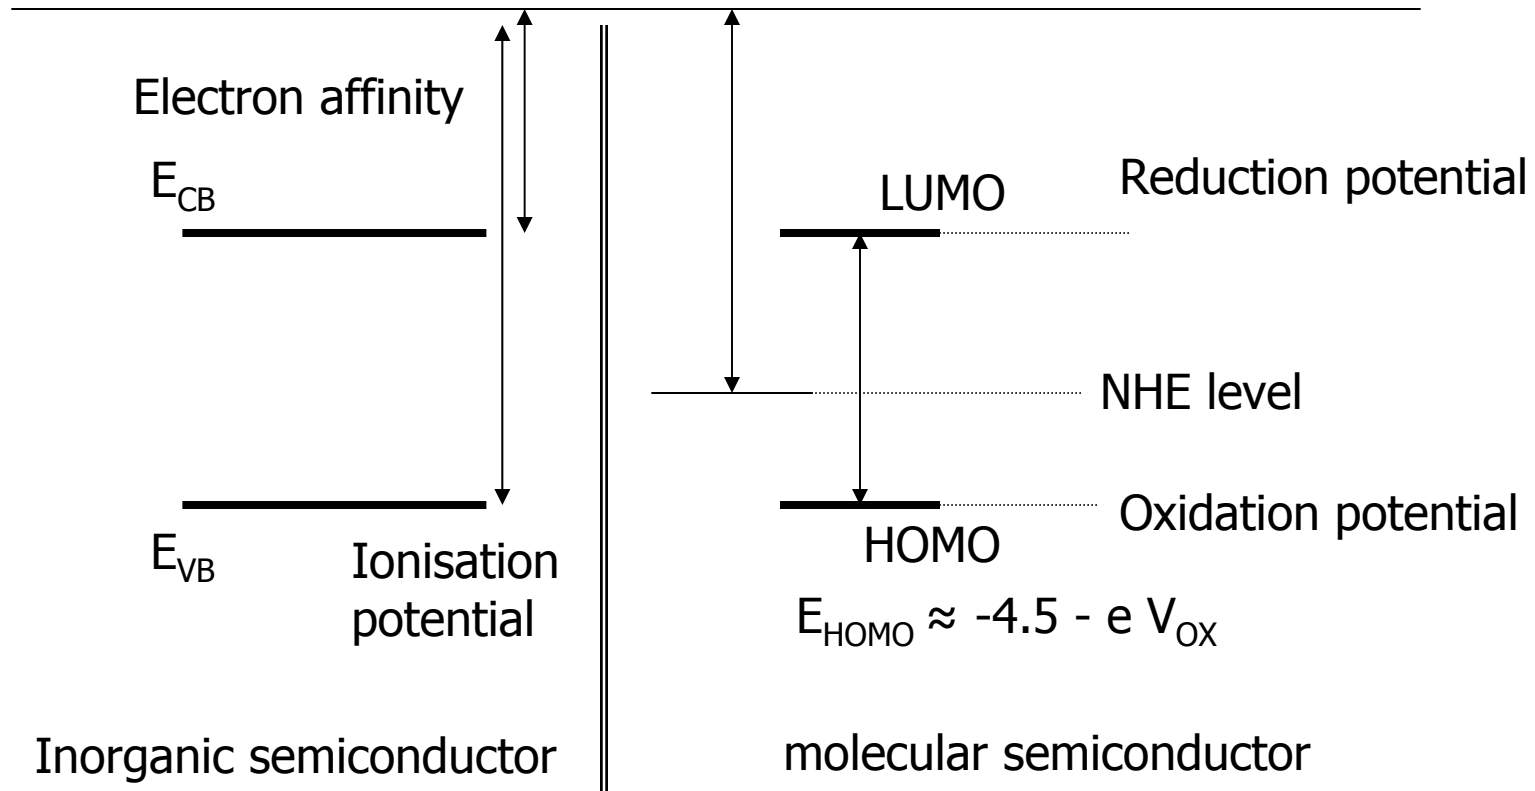 Electron affinity
E_CB
LUMO
Reduction potential
NHE level
E_VB
Ionisation
potential
HOMO
Oxidation potential
E_HOMO ≈ -4.5 - e V_OX
Inorganic semiconductor
molecular semiconductor